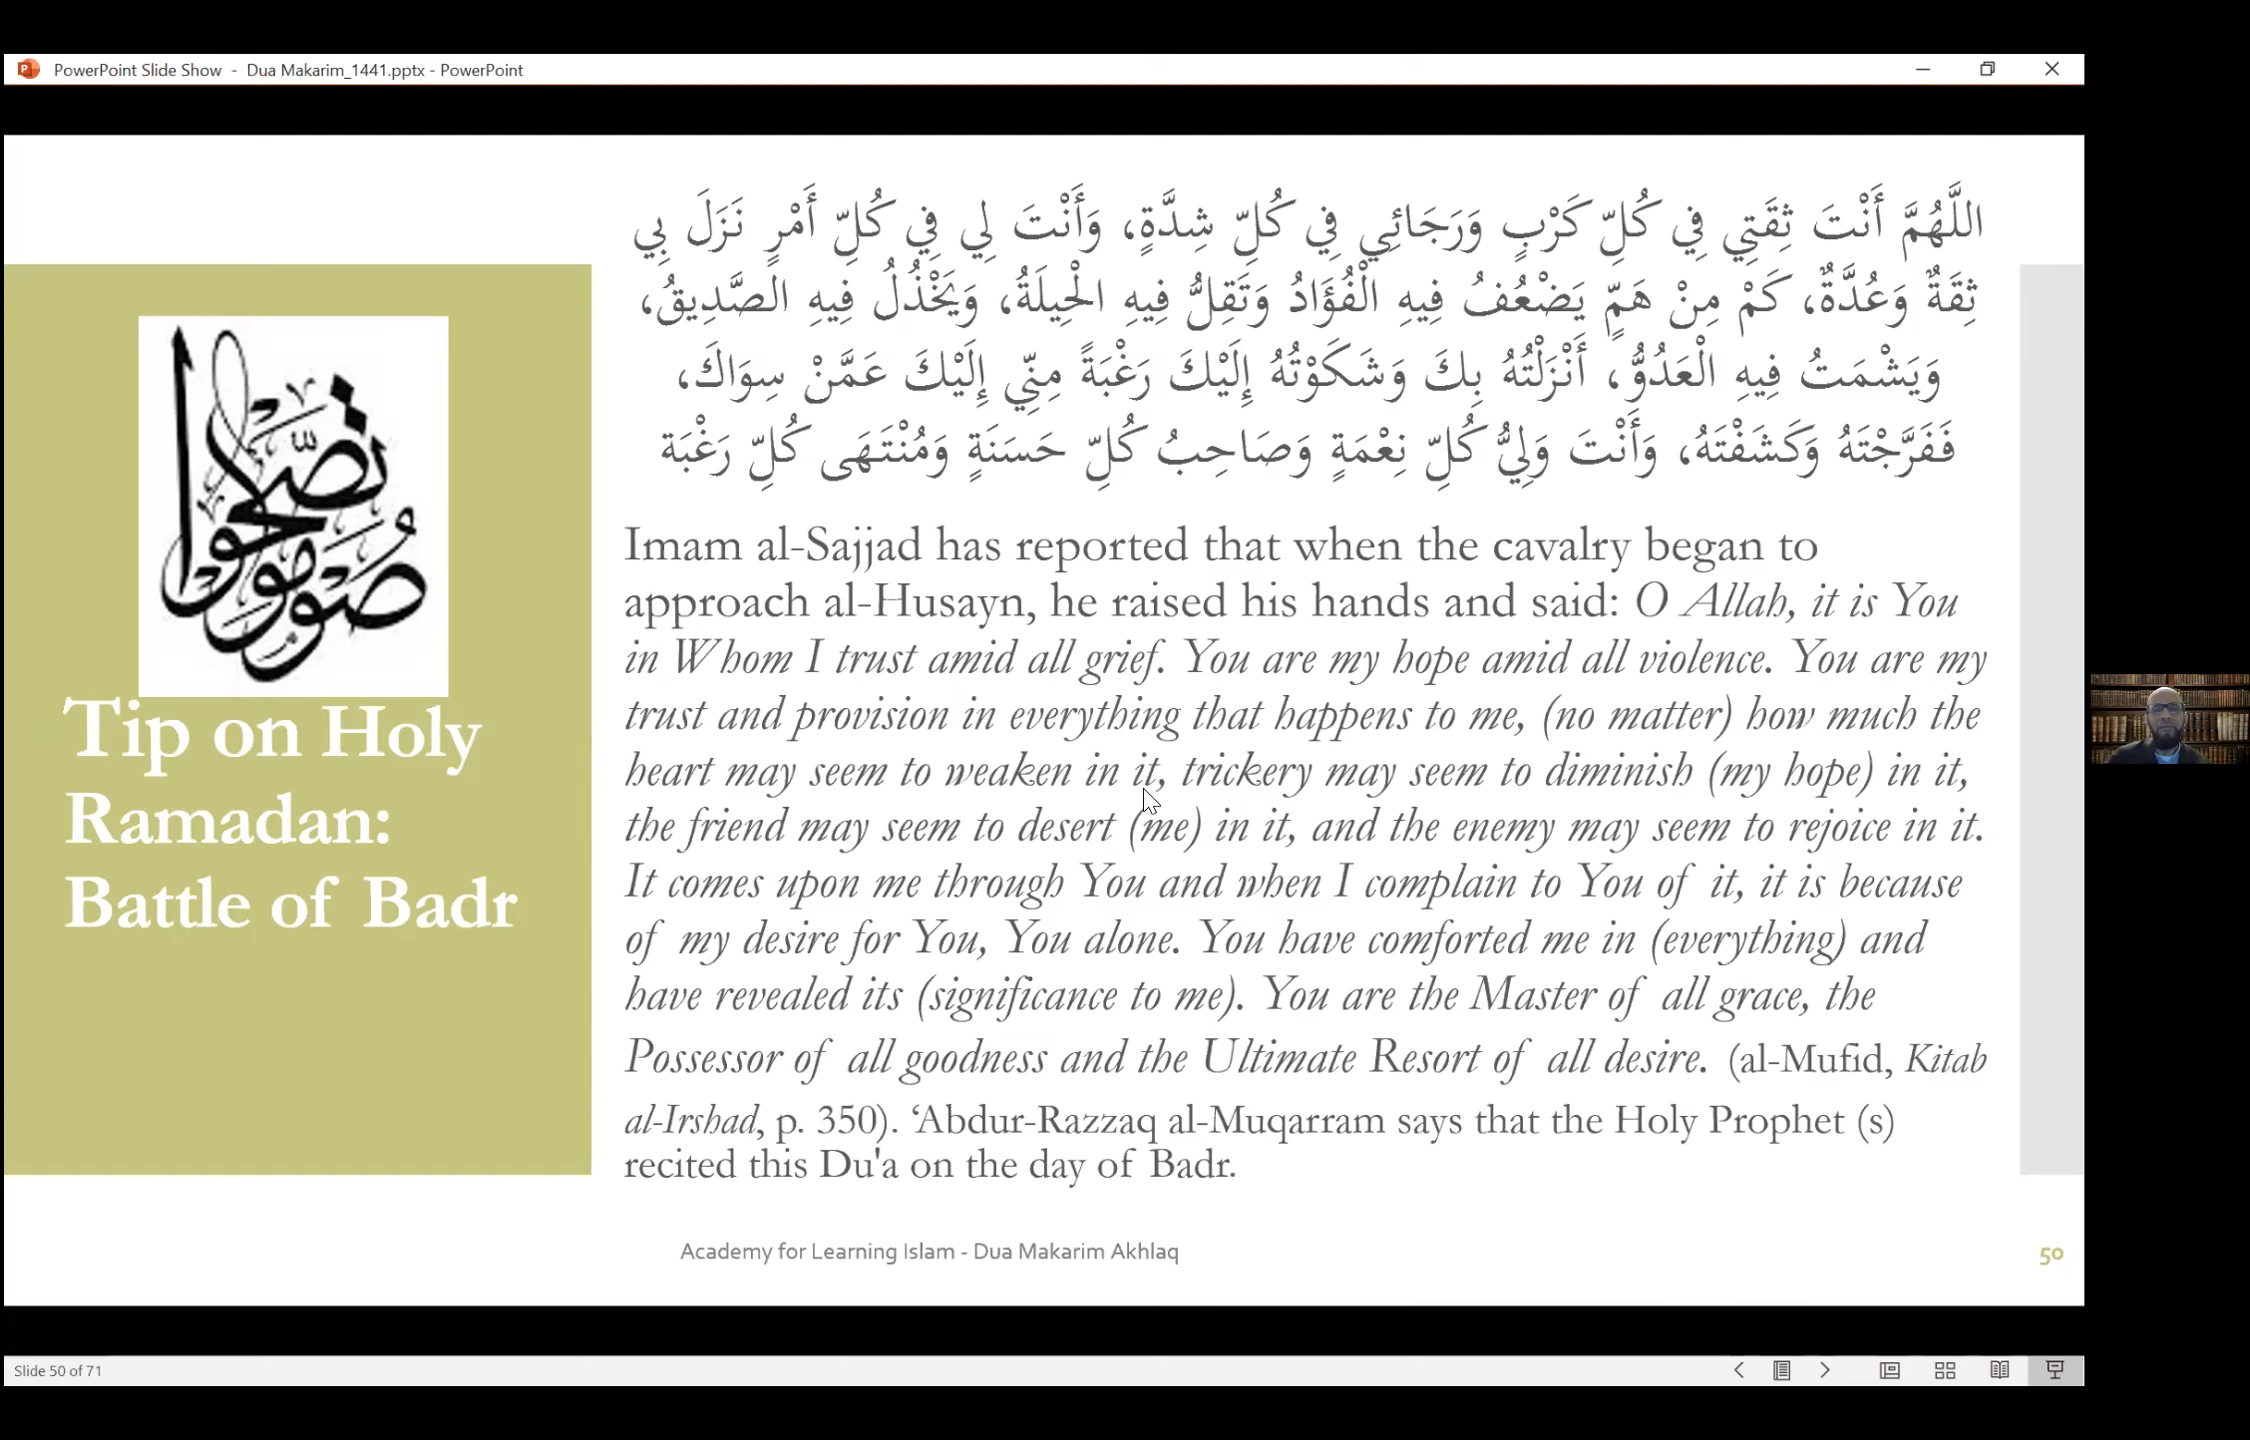 PowerPoint Slide Show - Dua Makarim_1441.pptx - PowerPoint
اللَّهُمَّ أَنْتَ ثِقَتِي فِي كُلِّ كَرْبٍ وَرَجَائِي فِي كُلِّ شِدَّةٍ، وَأَنْتَ لِي فِي كُلِّ أَمْرٍ نَزَلَ بِي
ثِقَةٌ وَعُدَّةٌ، كَمْ مِنْ هَمٍّ يَضْعُفُ فِيهِ الْفُؤَادُ وَتَقِلُّ فِيهِ الْحِيلَةُ، وَيَخْذُلُ فِيهِ الصَّدِيقُ،
وَيَشْمَتُ فِيهِ الْعَدُوُّ، أَنْزَلْتُهُ بِكَ وَشَكَوْتُهُ إِلَيْكَ رَغْبَةً مِنِّي إِلَيْكَ عَمَّنْ سِوَاكَ،
فَفَرَّجْتَهُ وَكَشَفْتَهُ، وَأَنْتَ وَلِيُّ كُلِّ نِعْمَةٍ وَصَاحِبُ كُلِّ حَسَنَةٍ وَمُنْتَهَى كُلِّ رَغْبَة
صُومُوا تصحوا
Tip on Holy
Ramadan:
Battle of Badr
Imam al-Sajjad has reported that when the cavalry began to
approach al-Husayn, he raised his hands and said: O Allah, it is You
in Whom I trust amid all grief. You are my hope amid all violence. You are my
trust and provision in everything that happens to me, (no matter) how much the
heart may seem to weaken in it, trickery may seem to diminish (my hope) in it,
the friend may seem to desert (me) in it, and the enemy may seem to rejoice in it.
It comes upon me through You and when I complain to You of it, it is because
of my desire for You, You alone. You have comforted me in (everything) and
have revealed its (significance to me). You are the Master of all grace, the
Possessor of all goodness and the Ultimate Resort of all desire. (al-Mufid, Kitab
al-Irshad, p. 350). ‘Abdur-Razzaq al-Muqarram says that the Holy Prophet (s)
recited this Du'a on the day of Badr.
Academy for Learning Islam - Dua Makarim Akhlaq
50
Slide 50 of 71